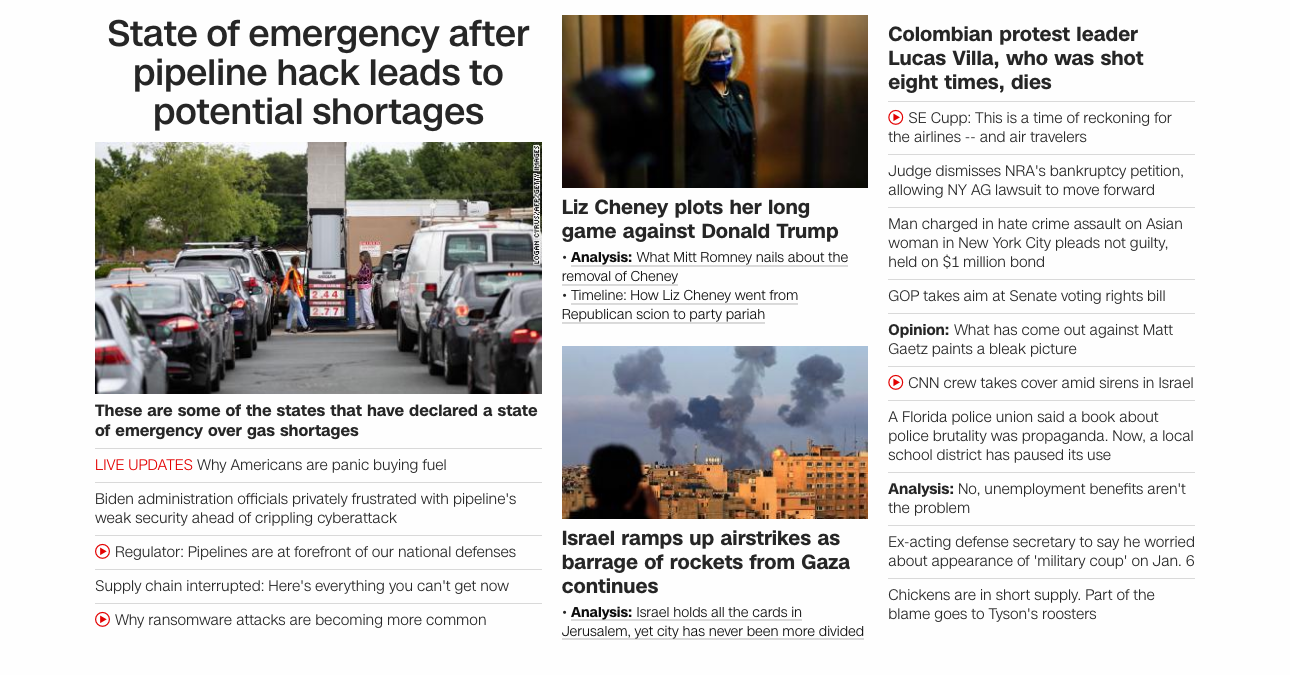 State of emergency after
pipeline hack leads to
potential shortages
LOGAN CYRUS/AFP/GETTY IMAGES
2.44
2.77
These are some of the states that have declared a state
of emergency over gas shortages
LIVE UPDATES Why Americans are panic buying fuel
Biden administration officials privately frustrated with pipeline's
weak security ahead of crippling cyberattack
Regulator: Pipelines are at forefront of our national defenses
Supply chain interrupted: Here's everything you can't get now
Why ransomware attacks are becoming more common
Liz Cheney plots her long
game against Donald Trump
• Analysis: What Mitt Romney nails about the
removal of Cheney
• Timeline: How Liz Cheney went from
Republican scion to party pariah
Israel ramps up airstrikes as
barrage of rockets from Gaza
continues
• Analysis: Israel holds all the cards in
Jerusalem, yet city has never been more divided
Colombian protest leader
Lucas Villa, who was shot
eight times, dies
SE Cupp: This is a time of reckoning for
the airlines -- and air travelers
Judge dismisses NRA's bankruptcy petition,
allowing NY AG lawsuit to move forward
Man charged in hate crime assault on Asian
woman in New York City pleads not guilty,
held on $1 million bond
GOP takes aim at Senate voting rights bill
Opinion: What has come out against Matt
Gaetz paints a bleak picture
CNN crew takes cover amid sirens in Israel
A Florida police union said a book about
police brutality was propaganda. Now, a local
school district has paused its use
Analysis: No, unemployment benefits aren't
the problem
Ex-acting defense secretary to say he worried
about appearance of 'military coup' on Jan. 6
Chickens are in short supply. Part of the
blame goes to Tyson's roosters